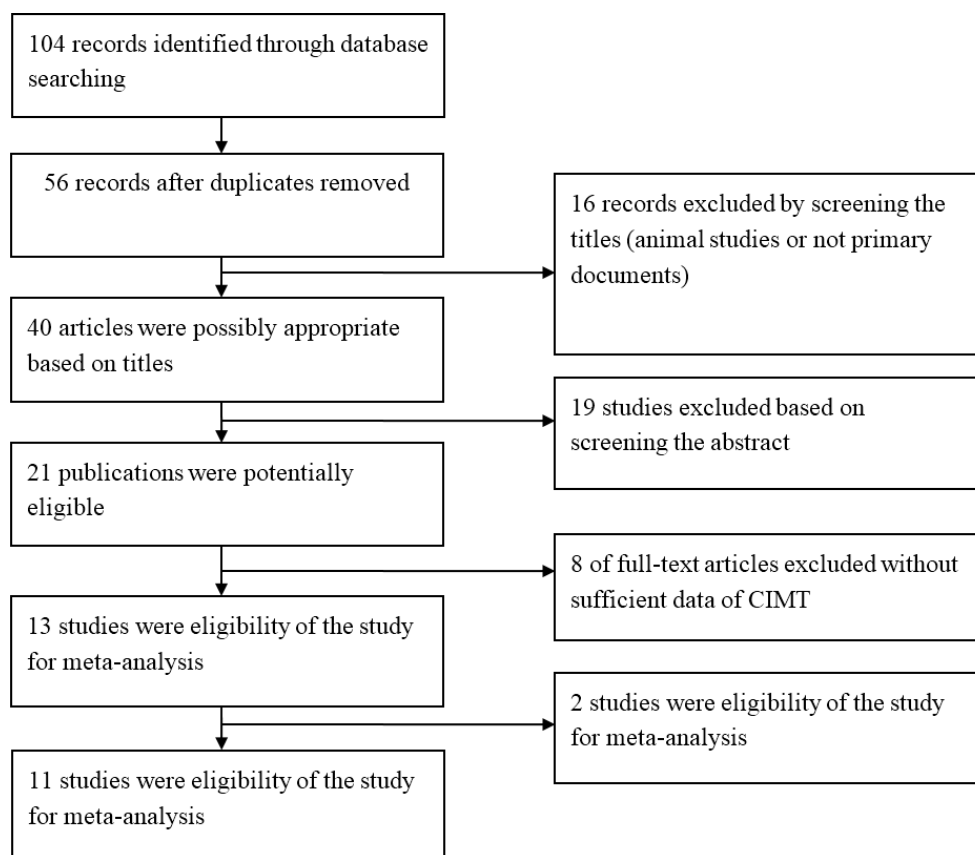 104 records identified through database
searching
56 records after duplicates removed
16 records excluded by screening the
titles (animal studies or not primary
documents)
40 articles were possibly appropriate
based on titles
19 studies excluded based on
screening the abstract
21 publications were potentially
eligible
8 of full-text articles excluded without
sufficient data of CIMT
13 studies were eligibility of the study
for meta-analysis
2 studies were eligibility of the study
for meta-analysis
11 studies were eligibility of the study
for meta-analysis